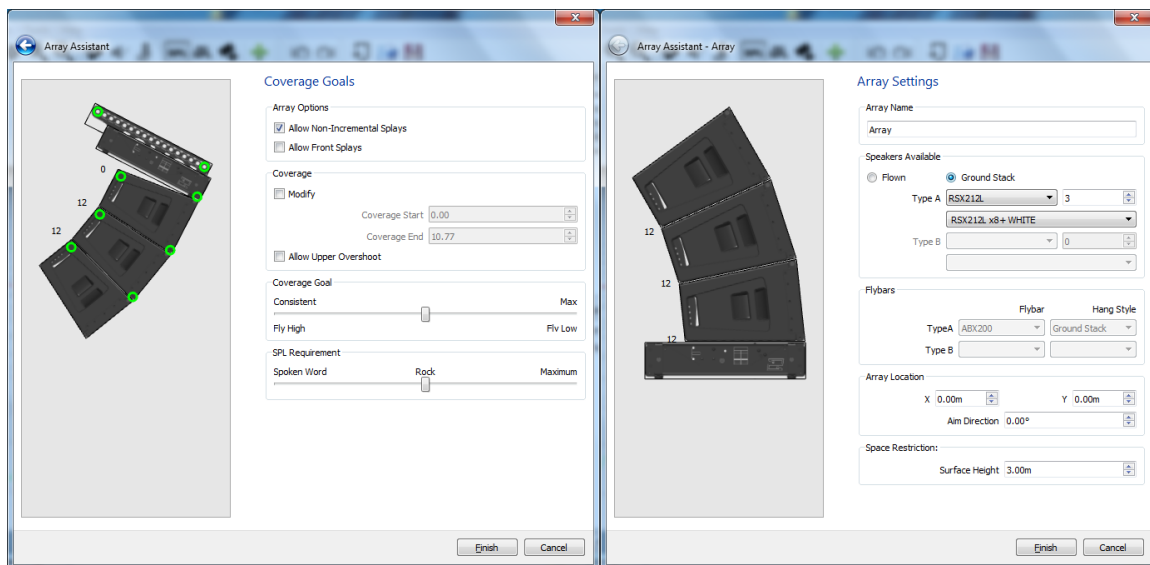 Array Assistant
Coverage Goals
Array Options
Allow Non-Incremental Splays
Allow Front Splays
Coverage
Modify
Coverage Start 0.00
Coverage End 10.77
Allow Upper Overshoot
Coverage Goal
Consistent Max
Fly High Fly Low
SPL Requirement
Spoken Word Rock Maximum
0
12
12
Finish Cancel
Array Assistant - Array
Array Settings
Array Name
Array
Speakers Available
Flown Ground Stack
Type A RSX212L 3
RSX212L x8+ WHITE
Type B 0
Flybars
Flybar Hang Style
TypeA ABX200 Ground Stack
Type B
Array Location
X 0.00m Y 0.00m
Aim Direction 0.00°
Space Restriction:
Surface Height 3.00m
12
12
12
Finish Cancel